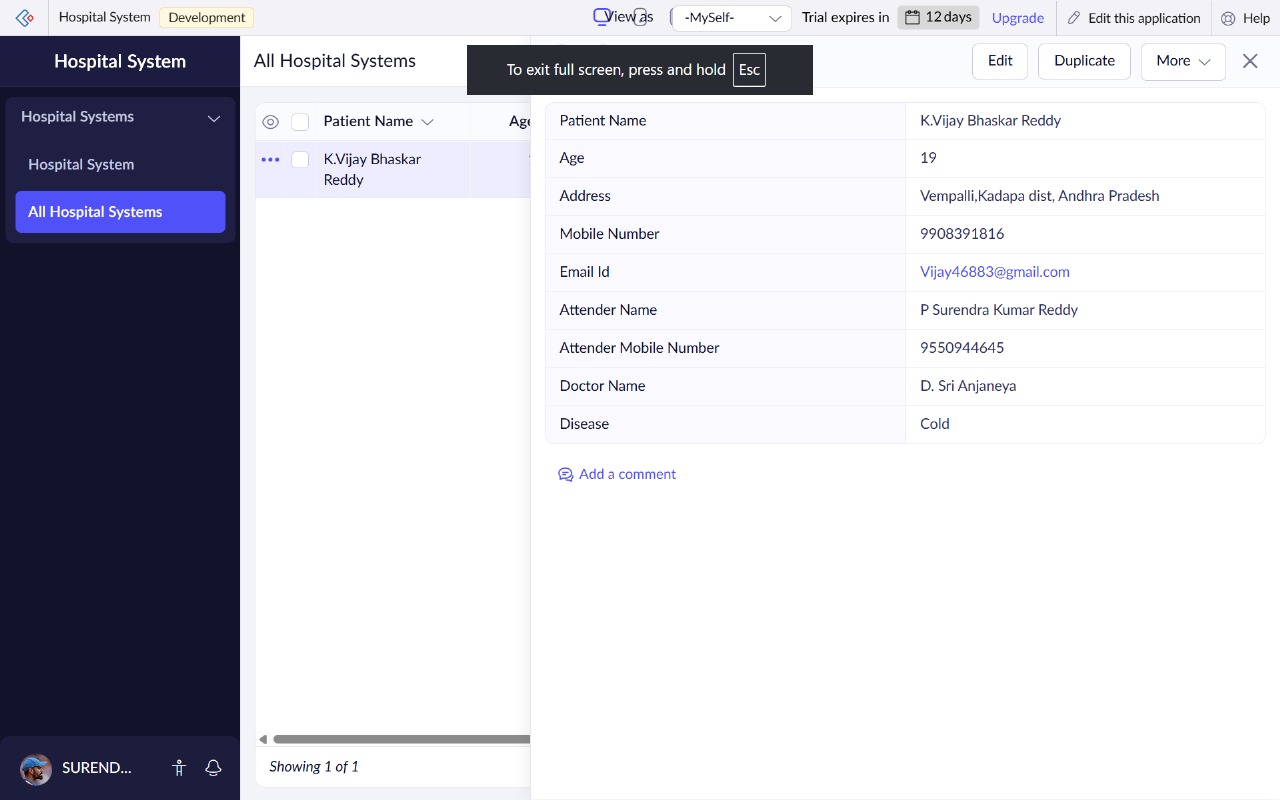 Hospital System Development View as -MySelf- Trial expires in 12 days Upgrade Edit this application Help
Hospital System
Hospital Systems
Hospital System
All Hospital Systems
SUREND...
All Hospital Systems
To exit full screen, press and hold Esc
Edit Duplicate More
Patient Name
K.Vijay Bhaskar
Reddy
Showing 1 of 1
Patient Name K.Vijay Bhaskar Reddy
Age 19
Address Vempalli,Kadapa dist, Andhra Pradesh
Mobile Number 9908391816
Email Id Vijay46883@gmail.com
Attender Name P Surendra Kumar Reddy
Attender Mobile Number 9550944645
Doctor Name D. Sri Anjaneya
Disease Cold
Add a comment